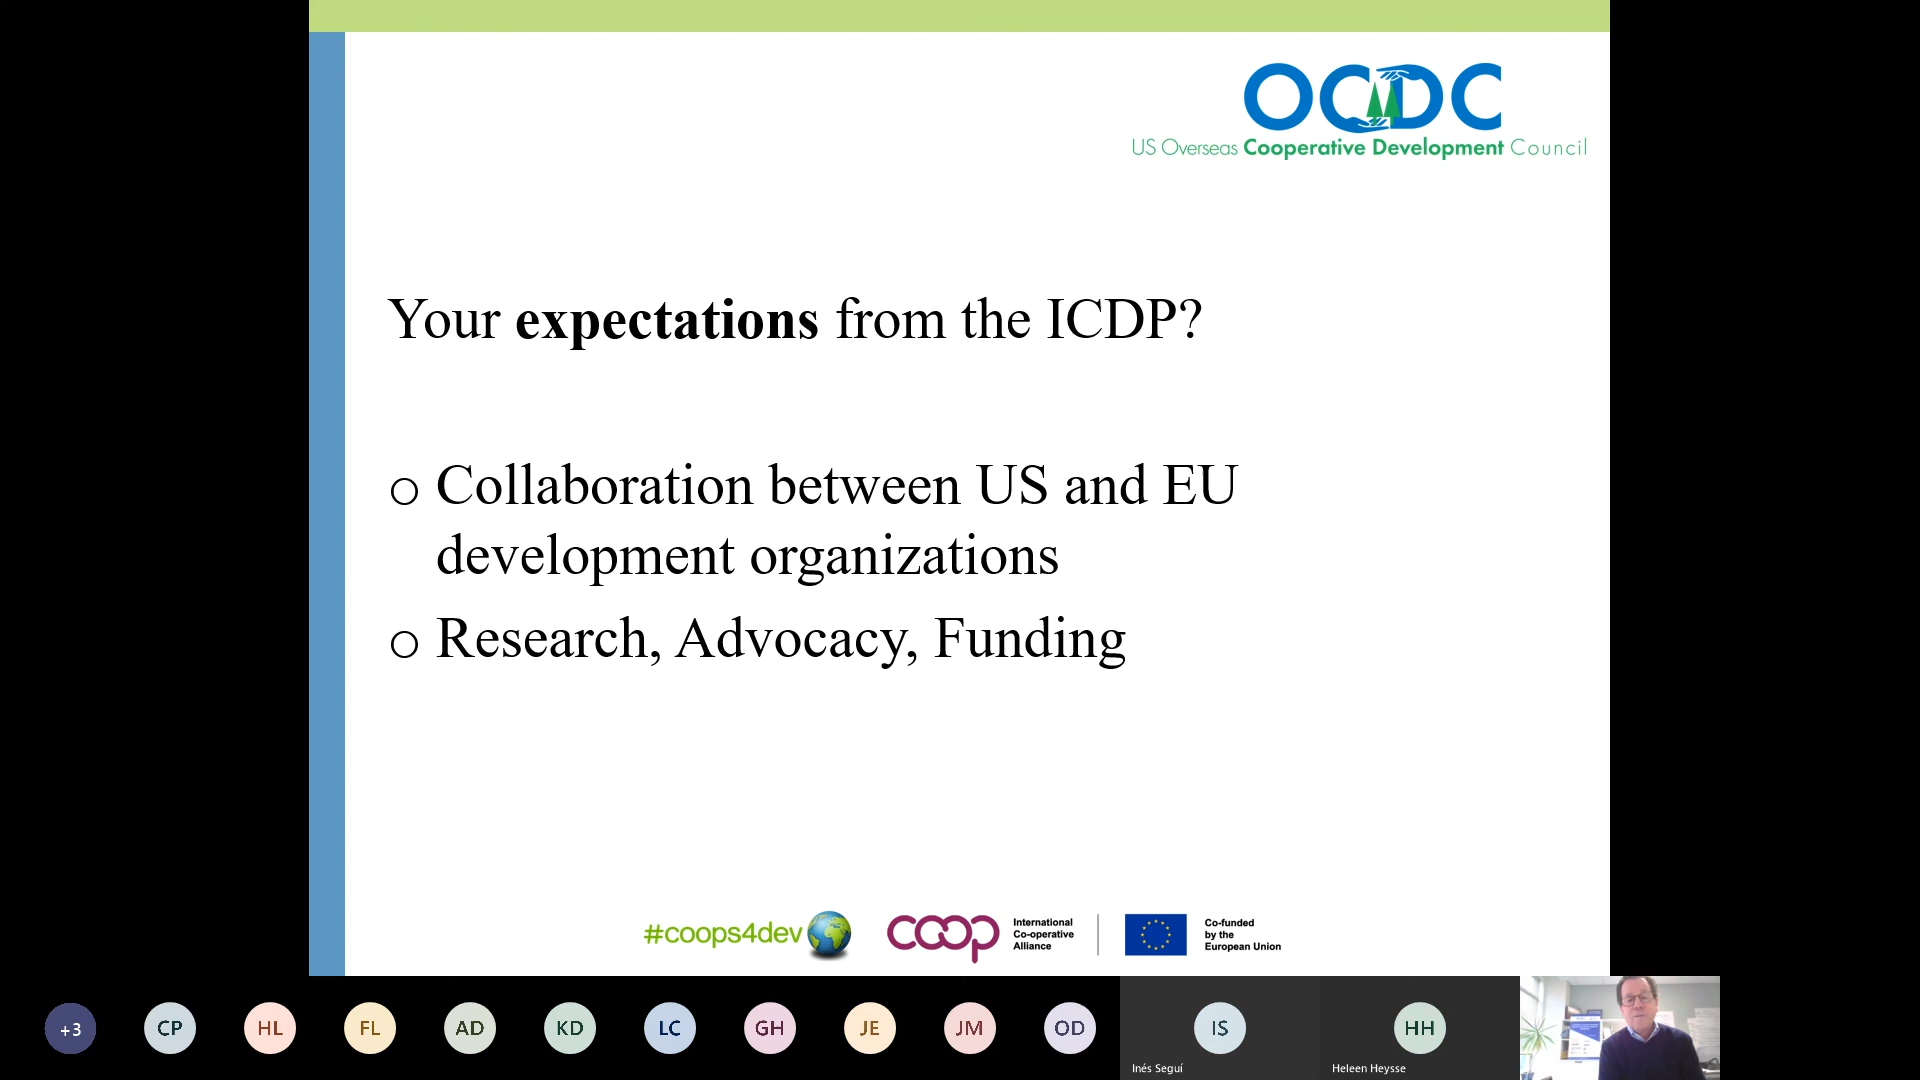 OCDC
US Overseas Cooperative Development Council
Your expectations from the ICDP?
o Collaboration between US and EU
development organizations
o Research, Advocacy, Funding
#coops4dev
coop
International
Co-operative
Alliance
Co-funded
by the
European Union
+3
CP
HL
FL
AD
KD
LC
GH
JE
JM
OD
IS
Inés Seguí
HH
Heleen Heysse